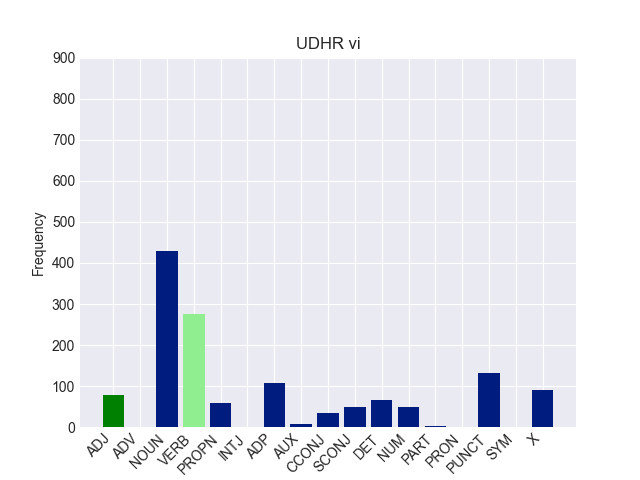 UDHR vi
900
800
700
600
500
400
300
200
100
0
Frequency
ADJ
ADV
NOUN
VERB
PROPN
INTJ
ADP
AUX
CCONJ
SCONJ
DET
NUM
PART
PRON
PUNCT
SYM
X